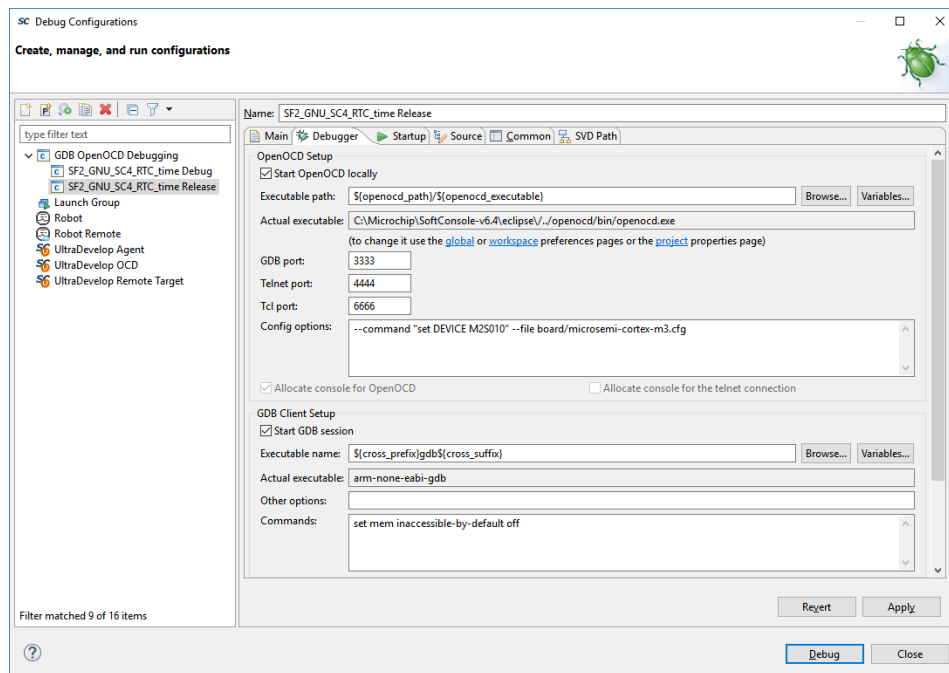 SC Debug Configurations
Create, manage, and run configurations
type filter text
GDB OpenOCD Debugging
SF2_GNU_SC4_RTC_time Debug
SF2_GNU_SC4_RTC_time Release
Launch Group
Robot
Robot Remote
UltraDevelop Agent
UltraDevelop OCD
UltraDevelop Remote Target
Filter matched 9 of 16 items
Name: SF2_GNU_SC4_RTC_time Release
Main Debugger Startup Source Common SVD Path
OpenOCD Setup
Start OpenOCD locally
Executable path: ${openocd_path}/${openocd_executable} Browse... Variables...
Actual executable: C:\Microchip\SoftConsole-v6.4\eclipse\/../openocd/bin/openocd.exe
(to change it use the global or workspace preferences pages or the project properties page)
GDB port: 3333
Telnet port: 4444
Tcl port: 6666
Config options: --command "set DEVICE M2S010" --file board/microsemi-cortex-m3.cfg
Allocate console for OpenOCD Allocate console for the telnet connection
GDB Client Setup
Start GDB session
Executable name: ${cross_prefix}gdb${cross_suffix} Browse... Variables...
Actual executable: arm-none-eabi-gdb
Other options:
Commands: set mem inaccessible-by-default off
Revert Apply
Debug Close